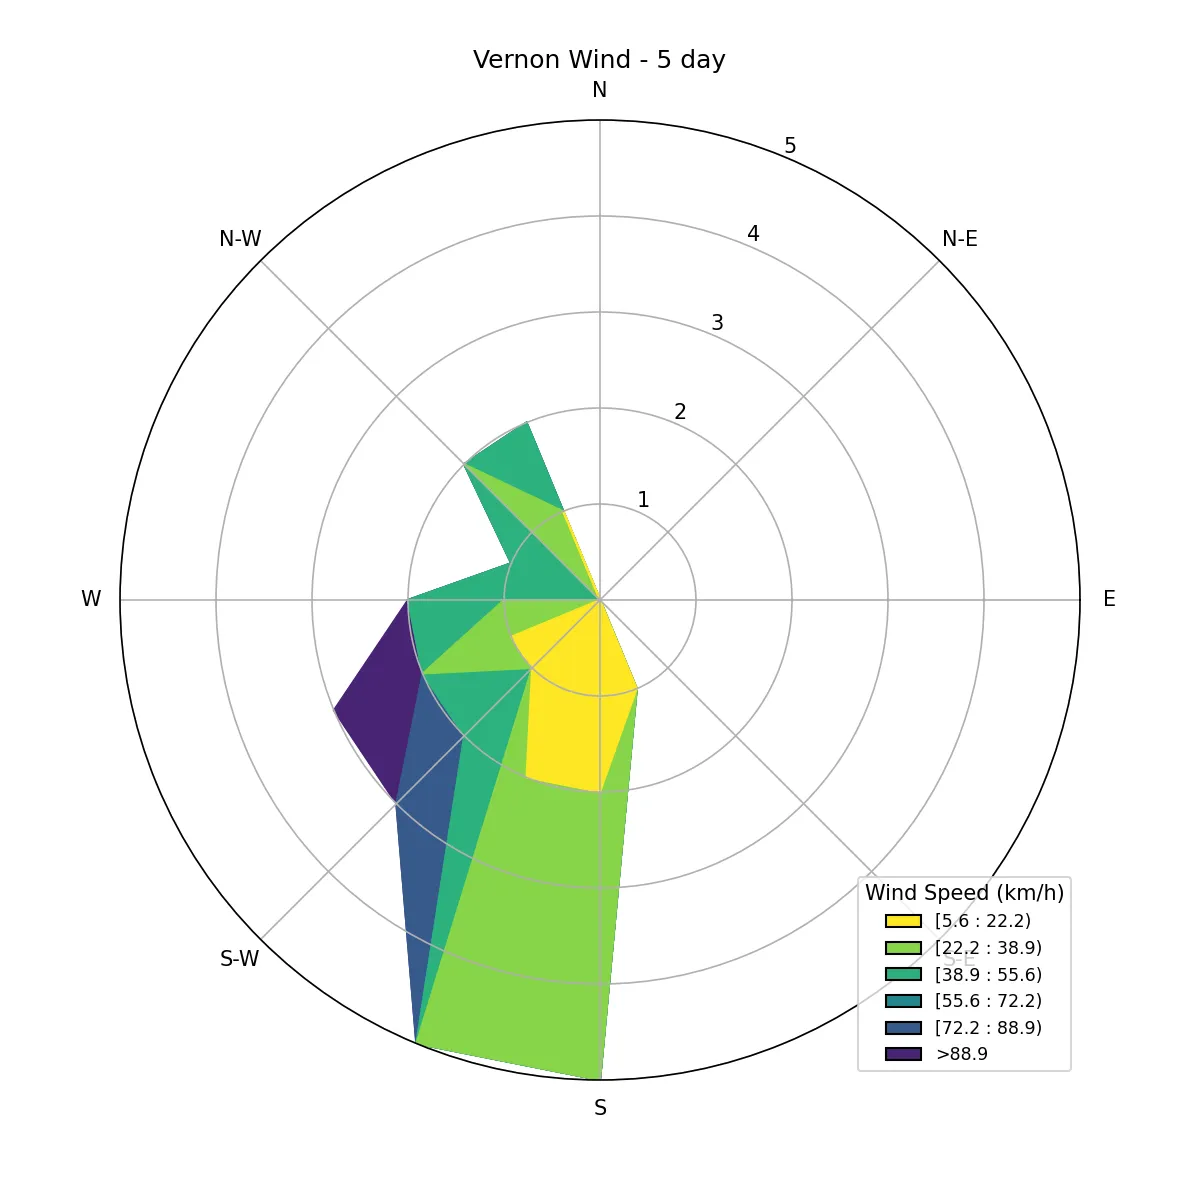 Vernon Wind - 5 day
N
5
N-W
4
N-E
3
2
1
W
E
Wind Speed (km/h)
[5.6 : 22.2)
[22.2 : 38.9)
S-W
S-E
[38.9 : 55.6)
[55.6 : 72.2)
[72.2 : 88.9)
>88.9
S